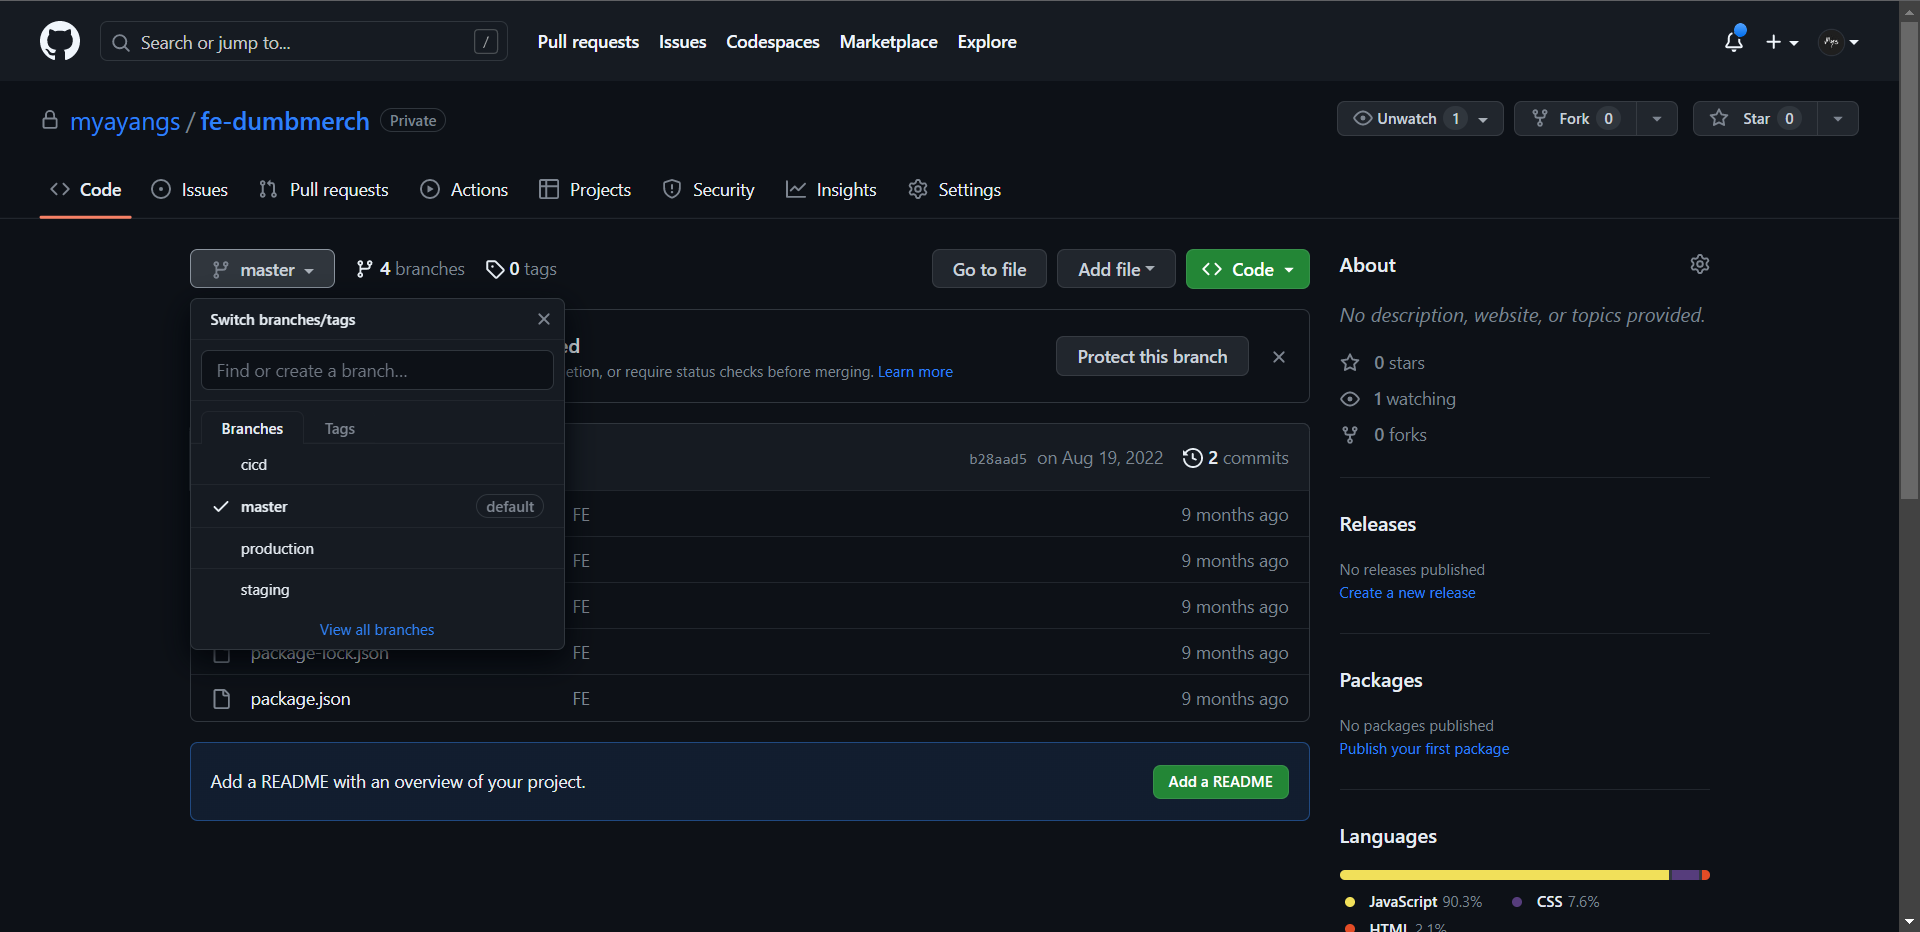 Search or jump to... /
Pull requests Issues Codespaces Marketplace Explore
myayangs / fe-dumbmerch Private
Unwatch 1 Fork 0 Star 0
Code Issues Pull requests Actions Projects Security Insights Settings
master 4 branches 0 tags
Go to file Add file Code
Switch branches/tags
Find or create a branch...
Branches Tags
cicd
master default
production
staging
View all branches
ed
etion, or require status checks before merging. Learn more
Protect this branch
b28aad5 on Aug 19, 2022 2 commits
FE 9 months ago
FE 9 months ago
FE 9 months ago
package-lock.json FE 9 months ago
package.json FE 9 months ago
Add a README with an overview of your project.
Add a README
About
No description, website, or topics provided.
0 stars
1 watching
0 forks
Releases
No releases published
Create a new release
Packages
No packages published
Publish your first package
Languages
JavaScript 90.3% CSS 7.6%
HTML 2.1%